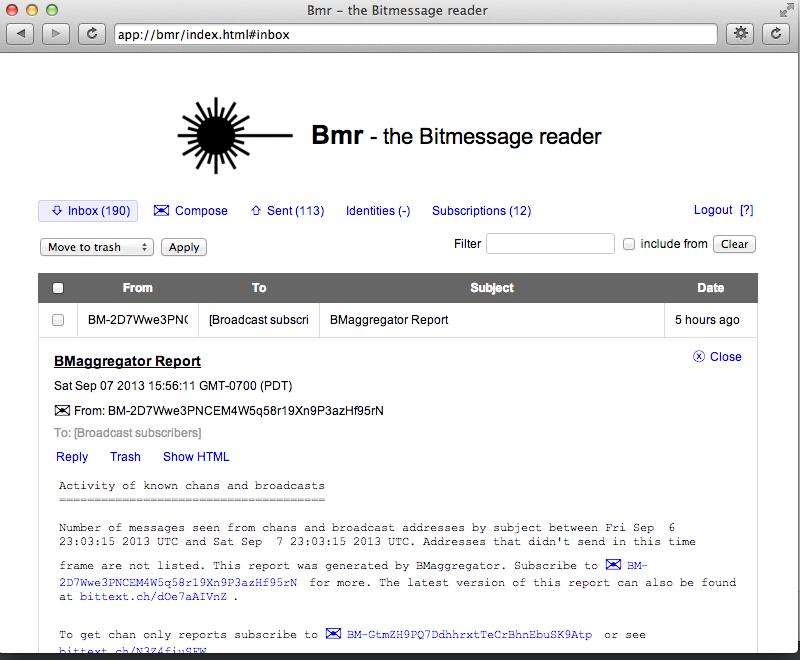 Bmr - the Bitmessage reader
app://bmr/index.html#inbox
Bmr - the Bitmessage reader
Inbox (190) Compose Sent (113) Identities (-) Subscriptions (12) Logout [?]
Move to trash Apply Filter include from Clear
From To Subject Date
BM-2D7Wwe3PNC [Broadcast subscri BMaggregator Report 5 hours ago
BMaggregator Report Close
Sat Sep 07 2013 15:56:11 GMT-0700 (PDT)
From: BM-2D7Wwe3PNCEM4W5q58r19Xn9P3azHf95rN
To: [Broadcast subscribers]
Reply Trash Show HTML
Activity of known chans and broadcasts
======================================
Number of messages seen from chans and broadcast addresses by subject between Fri Sep 6
23:03:15 2013 UTC and Sat Sep 7 23:03:15 2013 UTC. Addresses that didn't send in this time
frame are not listed. This report was generated by BMaggregator. Subscribe to BM-
2D7Wwe3PNCEM4W5q58r19Xn9P3azHf95rN for more. The latest version of this report can also be found
at bittext.ch/dOe7aAIVnZ .
To get chan only reports subscribe to BM-GtmZH9PQ7DdhhrxtTeCrBhnEbuSK9Atp or see
bittext.ch/N3Z4fiuSFW